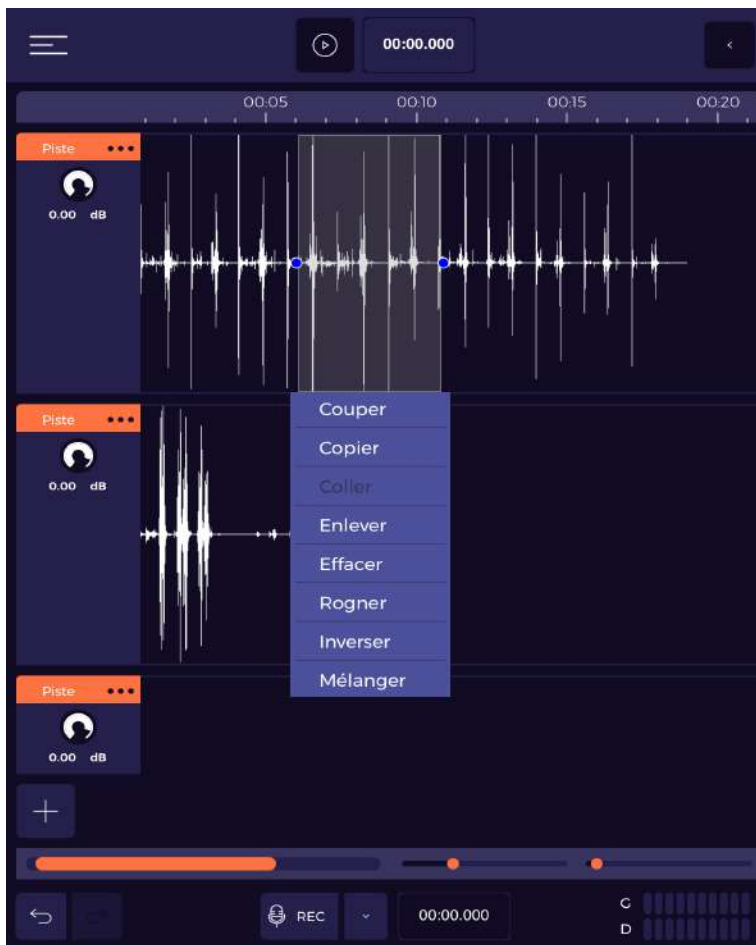 00:00.000
00:05 00:10 00:15 00:20
Piste
0.00 dB
Couper
Copier
Coller
Enlever
Effacer
Rogner
Inverser
Mélanger
Piste
0.00 dB
Piste
0.00 dB
REC
00:00.000
G
D